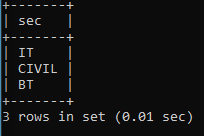 +-------+
| sec   |
+-------+
| IT    |
| CIVIL |
| BT    |
+-------+
3 rows in set (0.01 sec)